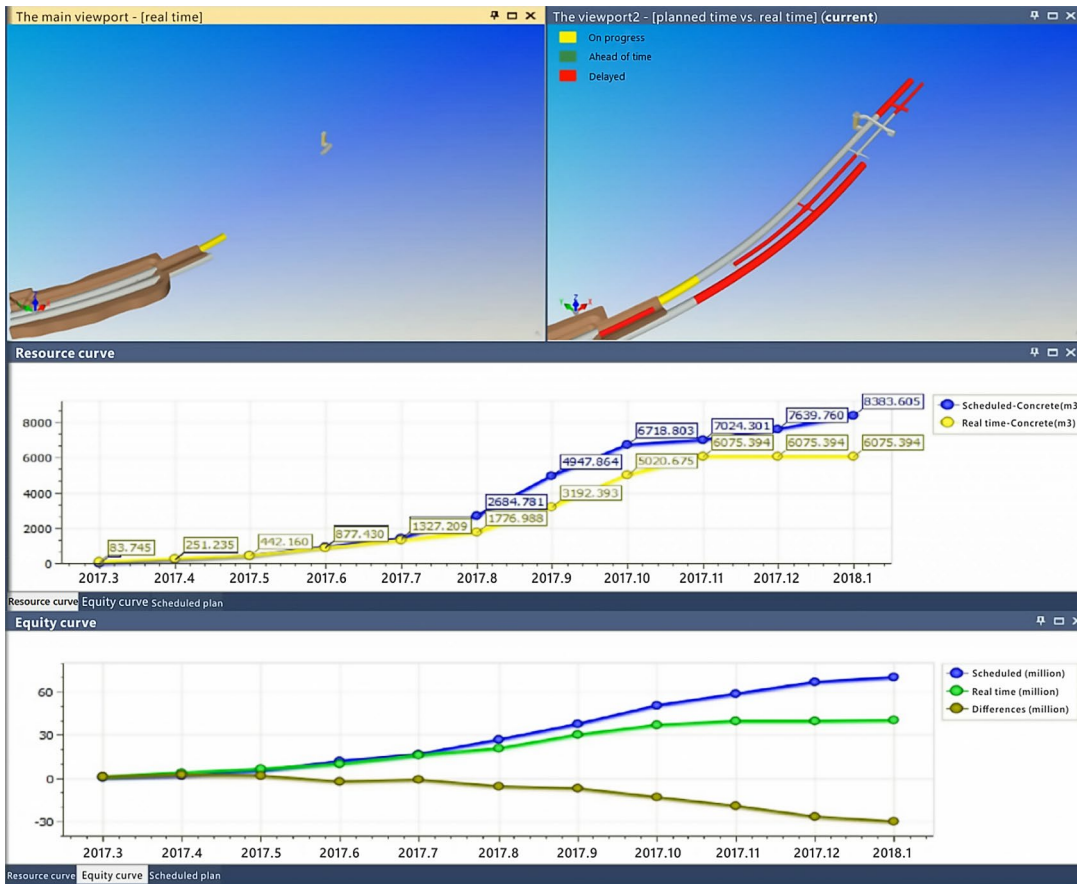 The main viewport - [real time]
The viewport2 - [planned time vs. real time] (current)
On progress
Ahead of time
Delayed
Resource curve
8000
6000
4000
2000
0
83.745
251.235
442.160
877.430
1327.209
2684.781
1776.988
4947.864
3192.393
6718.803
5020.675
7024.301
6075.394
7639.760
6075.394
8383.605
6075.394
Scheduled-Concrete(m3
Real time-Concrete(m3)
2017.3 2017.4 2017.5 2017.6 2017.7 2017.8 2017.9 2017.10 2017.11 2017.12 2018.1
Resource curve Equity curve Scheduled plan
Equity curve
60
30
0
-30
Scheduled (million)
Real time (million)
Differences (million)
2017.3 2017.4 2017.5 2017.6 2017.7 2017.8 2017.9 2017.10 2017.11 2017.12 2018.1
Resource curve Equity curve Scheduled plan